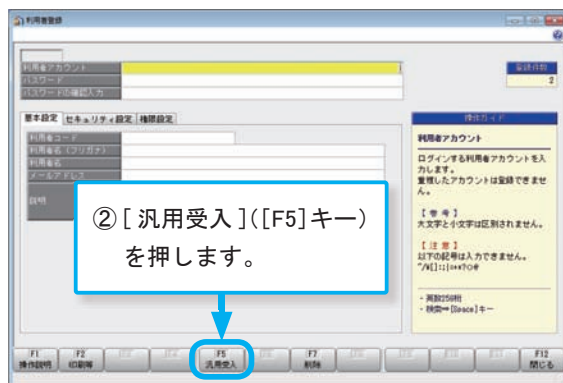 利用者登録
利用者アカウント
パスワード
パスワードの確認入力
登録件数
2
基本設定 セキュリティ設定 権限設定
利用者コード
利用者名(フリガナ)
利用者名
メールアドレス
説明
操作ガイド
利用者アカウント
ログインする利用者アカウントを入
力します。
重複したアカウントは登録できませ
ん。
【参考】
大文字と小文字は区別されません。
【注意】
以下の記号は入力できません。
・英数256桁
・検索⇒[Space]キー
②[汎用受入]([F5]キー)
を押します。
F1 操作説明
F2 印刷等
F5 汎用受入
F7 削除
F12 閉じる